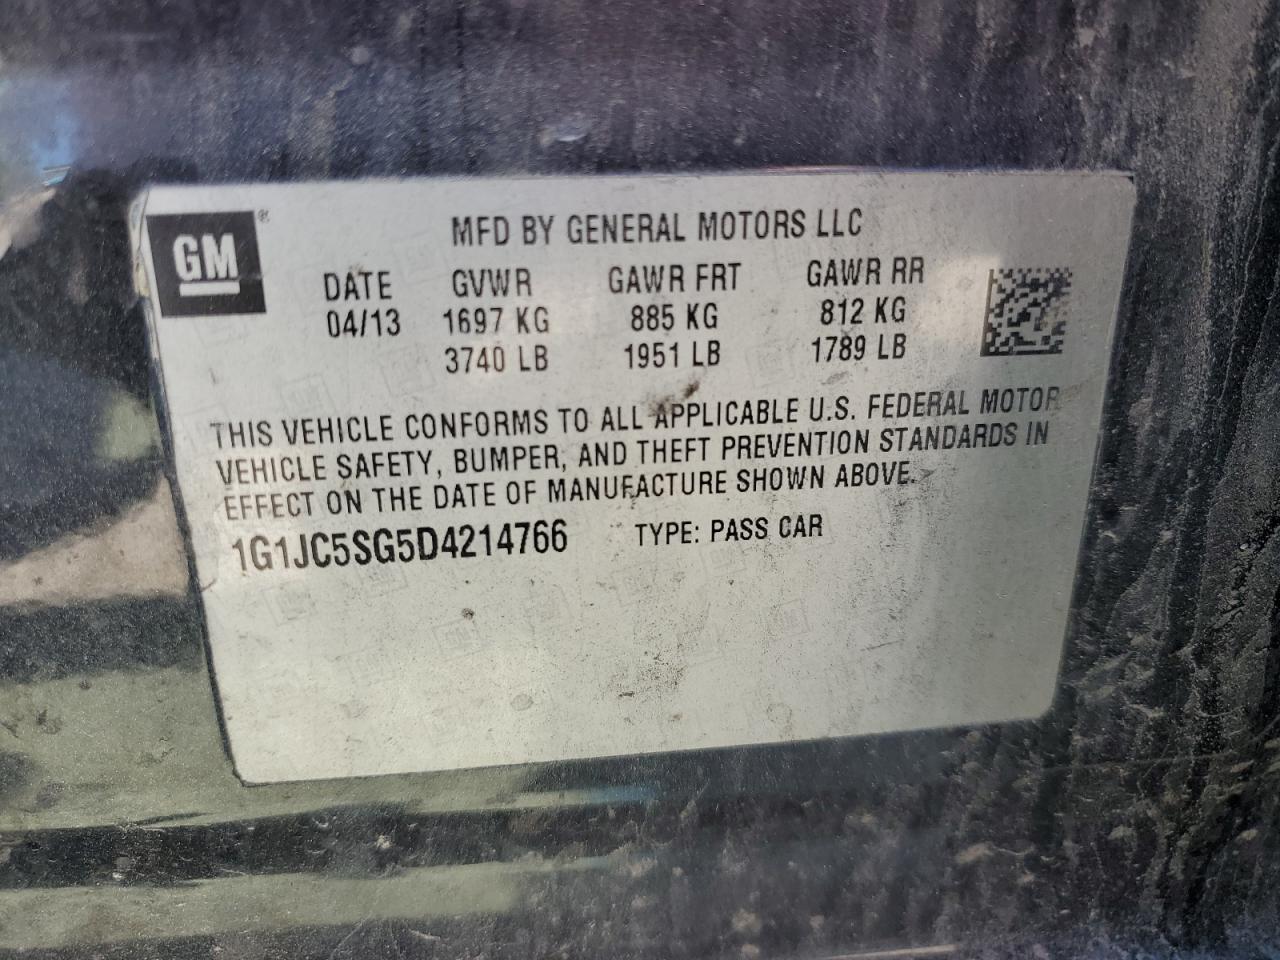 GM ®
MFD BY GENERAL MOTORS LLC
DATE GVWR GAWR FRT GAWR RR
04/13 1697 KG 885 KG 812 KG
3740 LB 1951 LB 1789 LB
THIS VEHICLE CONFORMS TO ALL APPLICABLE U.S. FEDERAL MOTOR
VEHICLE SAFETY, BUMPER, AND THEFT PREVENTION STANDARDS IN
EFFECT ON THE DATE OF MANUFACTURE SHOWN ABOVE.
1G1JC5SG5D4214766 TYPE: PASS CAR